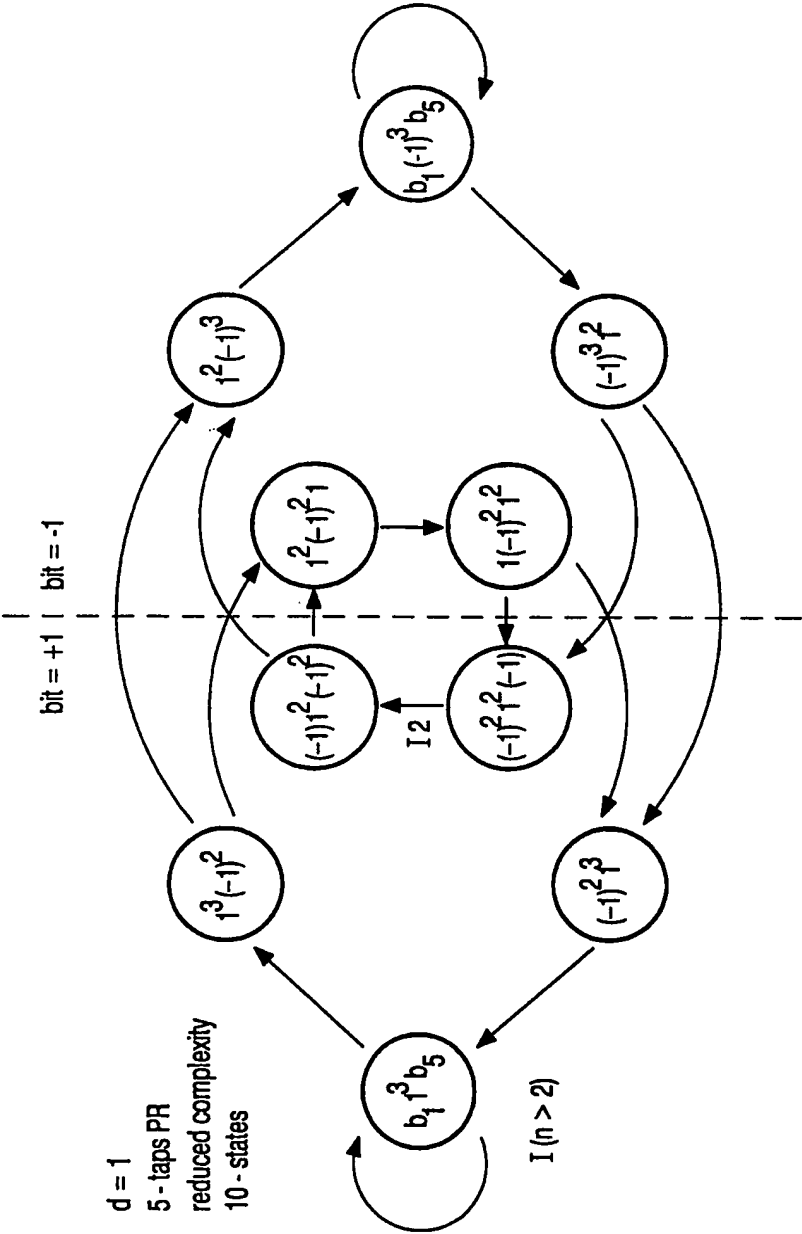 bit = +1 | bit = -1
d = 1
5 - taps PR
reduced complexity
10 - states
1³(−1)²
1²(−1)³
(−1)1²(−1)²
1²(−1)²1
b₁1³b₅
b₁(-1)³b₅
I2
(−1)²1²(−1)
1(−1)²1²
(−1)²1³
(−1)³1²
I (n > 2)